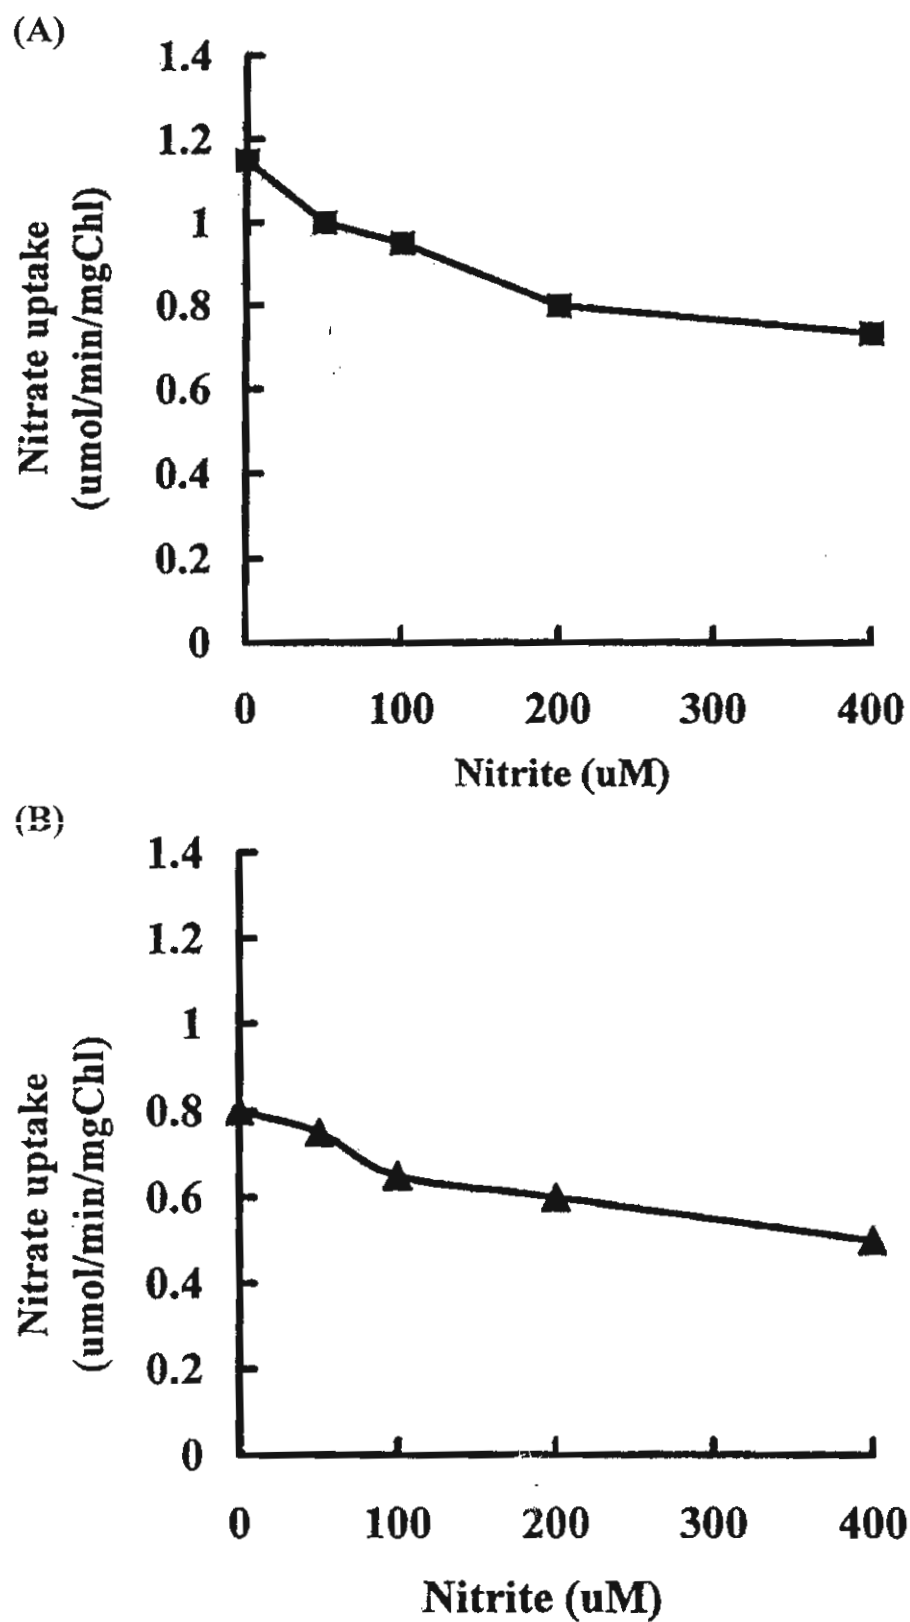 (A)
1.4
1.2
1
0.8
0.6
0.4
0.2
0
Nitrate uptake
(umol/min/mgChl)
0 100 200 300 400
Nitrite (uM)
(B)
1.4
1.2
1
0.8
0.6
0.4
0.2
0
Nitrate uptake
(umol/min/mgChl)
0 100 200 300 400
Nitrite (uM)